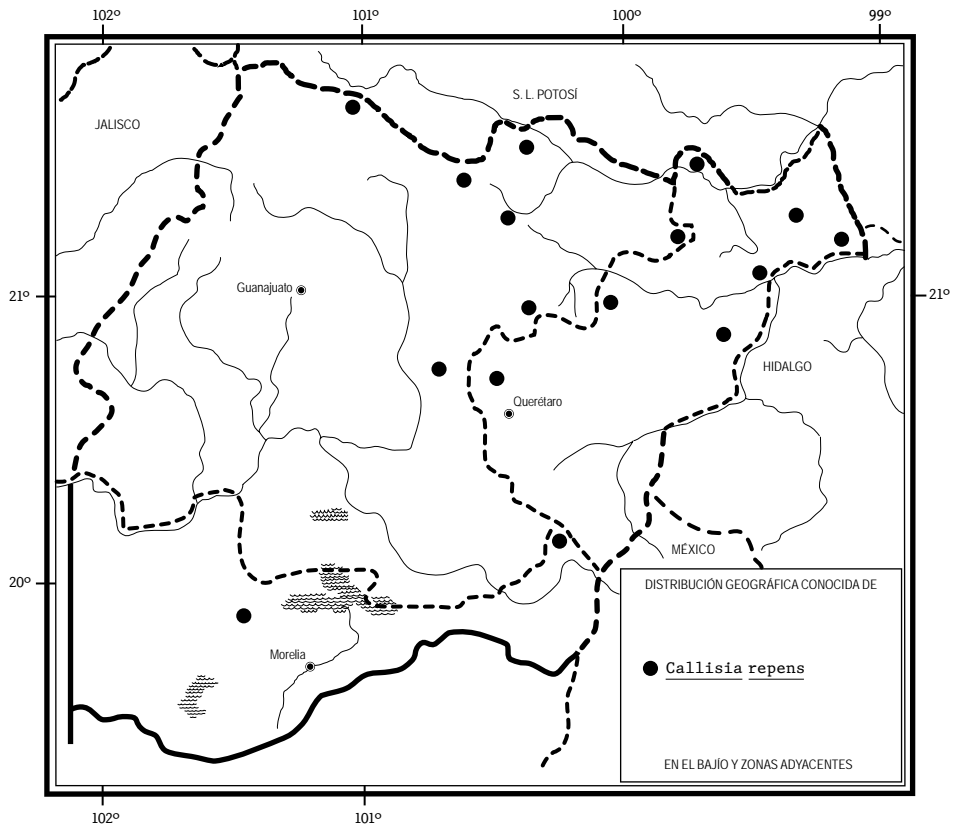 102º 101º 100º 99º
S. L. POTOSÍ
JALISCO
Guanajuato
21º 21º
HIDALGO
Querétaro
MÉXICO
20º
DISTRIBUCIÓN GEOGRÁFICA CONOCIDA DE
Morelia
Callisia repens
EN EL BAJÍO Y ZONAS ADYACENTES
102º 101º